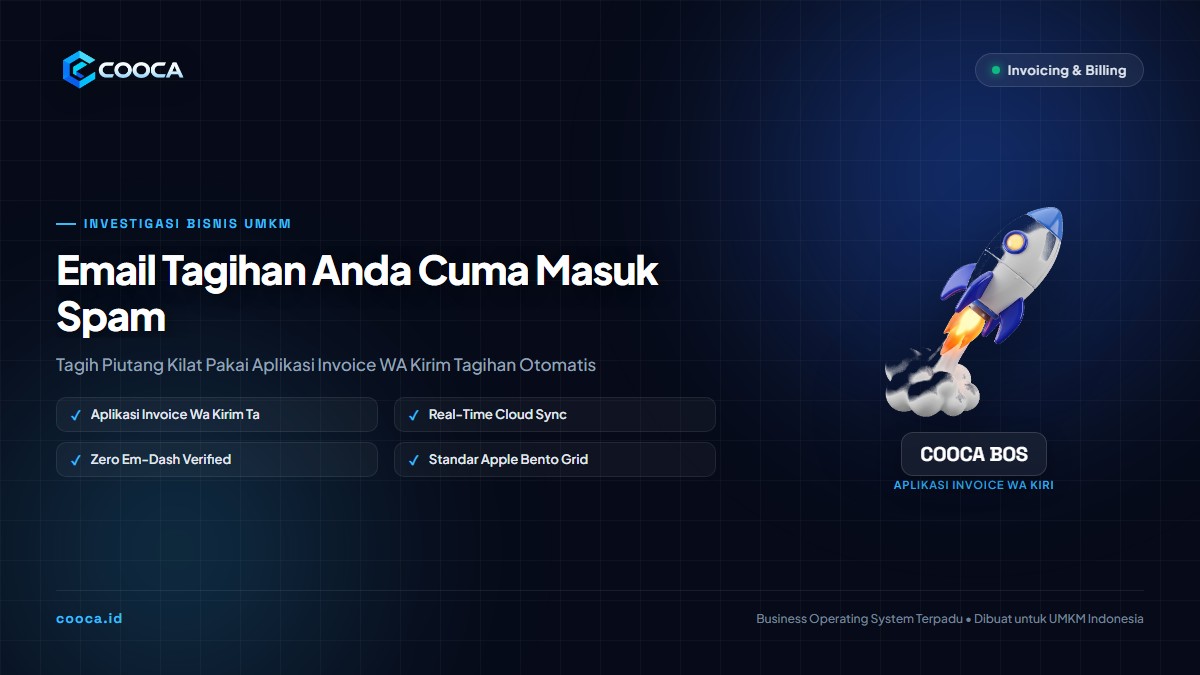 COOCA
Invoicing & Billing
INVESTIGASI BISNIS UMKM
Email Tagihan Anda Cuma Masuk
Spam
Tagih Piutang Kilat Pakai Aplikasi Invoice WA Kirim Tagihan Otomatis
✓ Aplikasi Invoice Wa Kirim Ta
✓ Real-Time Cloud Sync
✓ Zero Em-Dash Verified
✓ Standar Apple Bento Grid
COOCA BOS
APLIKASI INVOICE WA KIRI
cooca.id
Business Operating System Terpadu • Dibuat untuk UMKM Indonesia